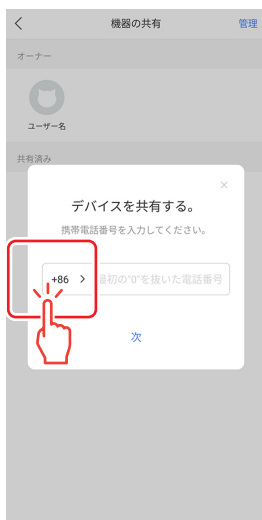 機器の共有
管理
オーナー
ユーザー名
共有済み
デバイスを共有する。
携帯電話番号を入力してください。
+86
最初の"0"を抜いた電話番号
次